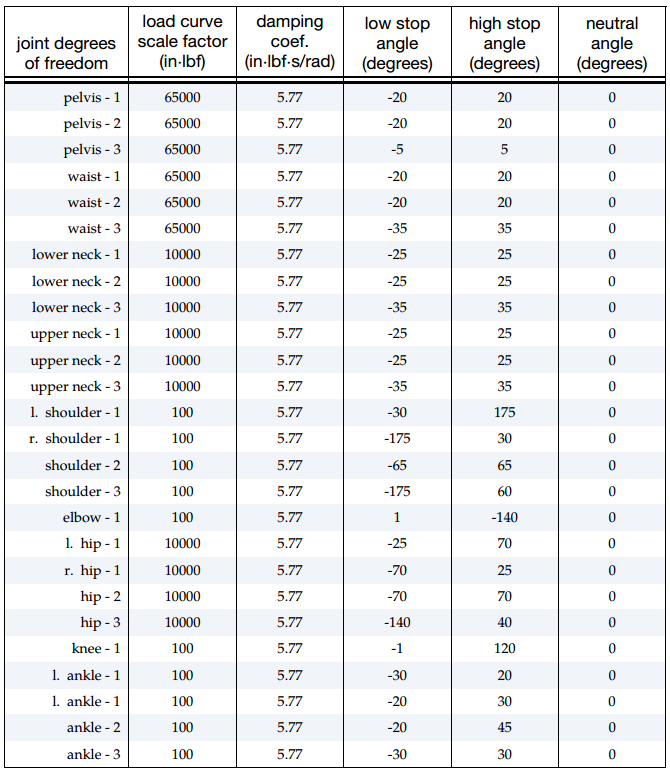 joint degrees of freedom | load curve scale factor (in·lbf) | damping coef. (in·lbf·s/rad) | low stop angle (degrees) | high stop angle (degrees) | neutral angle (degrees)
pelvis - 1 65000 5.77 -20 20 0
pelvis - 2 65000 5.77 -20 20 0
pelvis - 3 65000 5.77 -5 5 0
waist - 1 65000 5.77 -20 20 0
waist - 2 65000 5.77 -20 20 0
waist - 3 65000 5.77 -35 35 0
lower neck - 1 10000 5.77 -25 25 0
lower neck - 2 10000 5.77 -25 25 0
lower neck - 3 10000 5.77 -35 35 0
upper neck - 1 10000 5.77 -25 25 0
upper neck - 2 10000 5.77 -25 25 0
upper neck - 3 10000 5.77 -35 35 0
l. shoulder - 1 100 5.77 -30 175 0
r. shoulder - 1 100 5.77 -175 30 0
shoulder - 2 100 5.77 -65 65 0
shoulder - 3 100 5.77 -175 60 0
elbow - 1 100 5.77 1 -140 0
l. hip - 1 10000 5.77 -25 70 0
r. hip - 1 10000 5.77 -70 25 0
hip - 2 10000 5.77 -70 70 0
hip - 3 10000 5.77 -140 40 0
knee - 1 100 5.77 -1 120 0
l. ankle - 1 100 5.77 -30 20 0
l. ankle - 1 100 5.77 -20 30 0
ankle - 2 100 5.77 -20 45 0
ankle - 3 100 5.77 -30 30 0